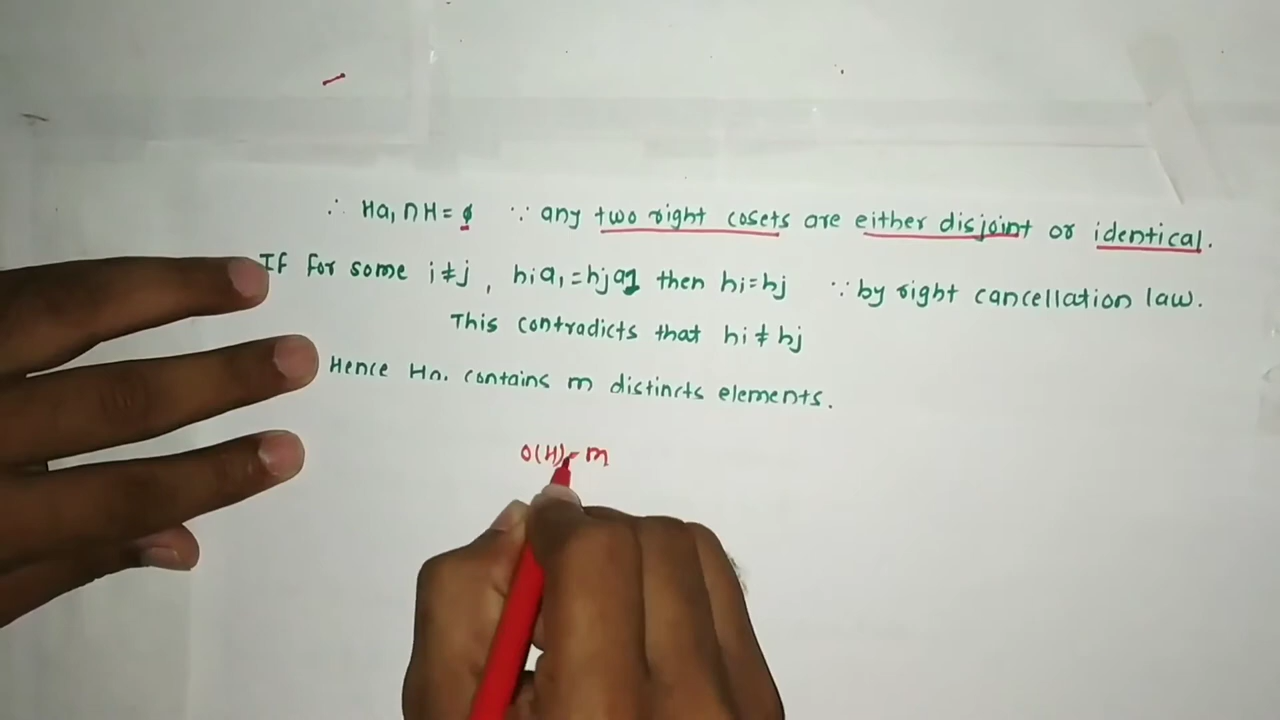 ∴ Ha₁ ∩ H = ϕ ∵ any two right cosets are either disjoint or identical.
If for some i ≠ j, hia₁ = hja1 then hi = hj ∵ by right cancellation law.
This contradicts that hi ≠ hj
Hence Ha₁ contains m distincts elements.
O(H) = m